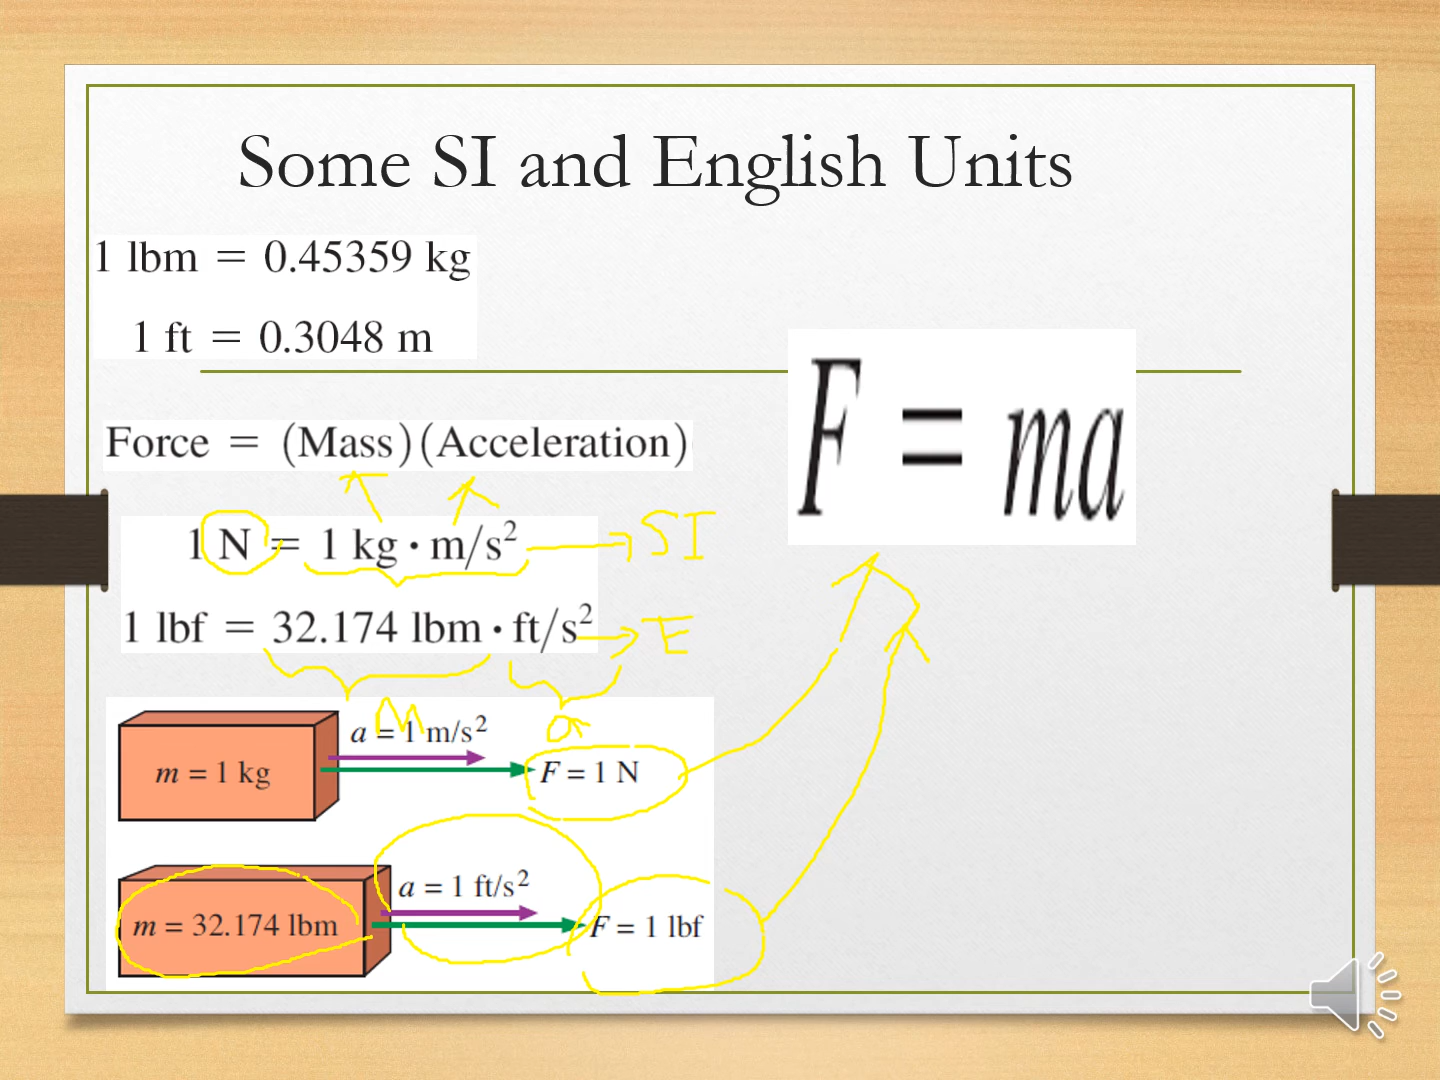 Some SI and English Units
1 lbm = 0.45359 kg
1 ft = 0.3048 m
F = ma
Force = (Mass)(Acceleration)
1 N = 1 kg · m/s²
SI
1 lbf = 32.174 lbm · ft/s²
E
M
a
a = 1 m/s²
m = 1 kg
F = 1 N
a = 1 ft/s²
m = 32.174 lbm
F = 1 lbf